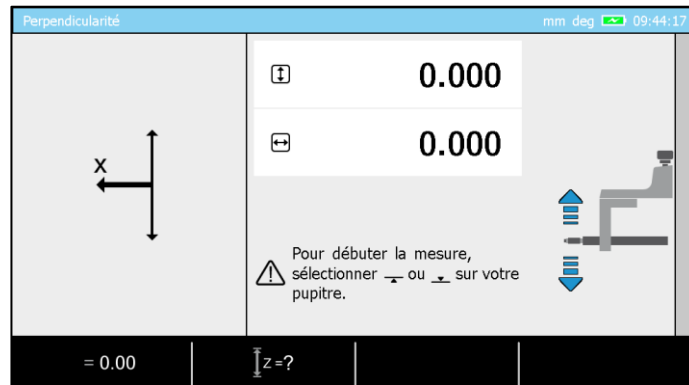 Perpendicularité
mm deg 09:44:17
0.000
0.000
X
Pour débuter la mesure,
sélectionner ou sur votre
pupitre.
= 0.00
Z =?